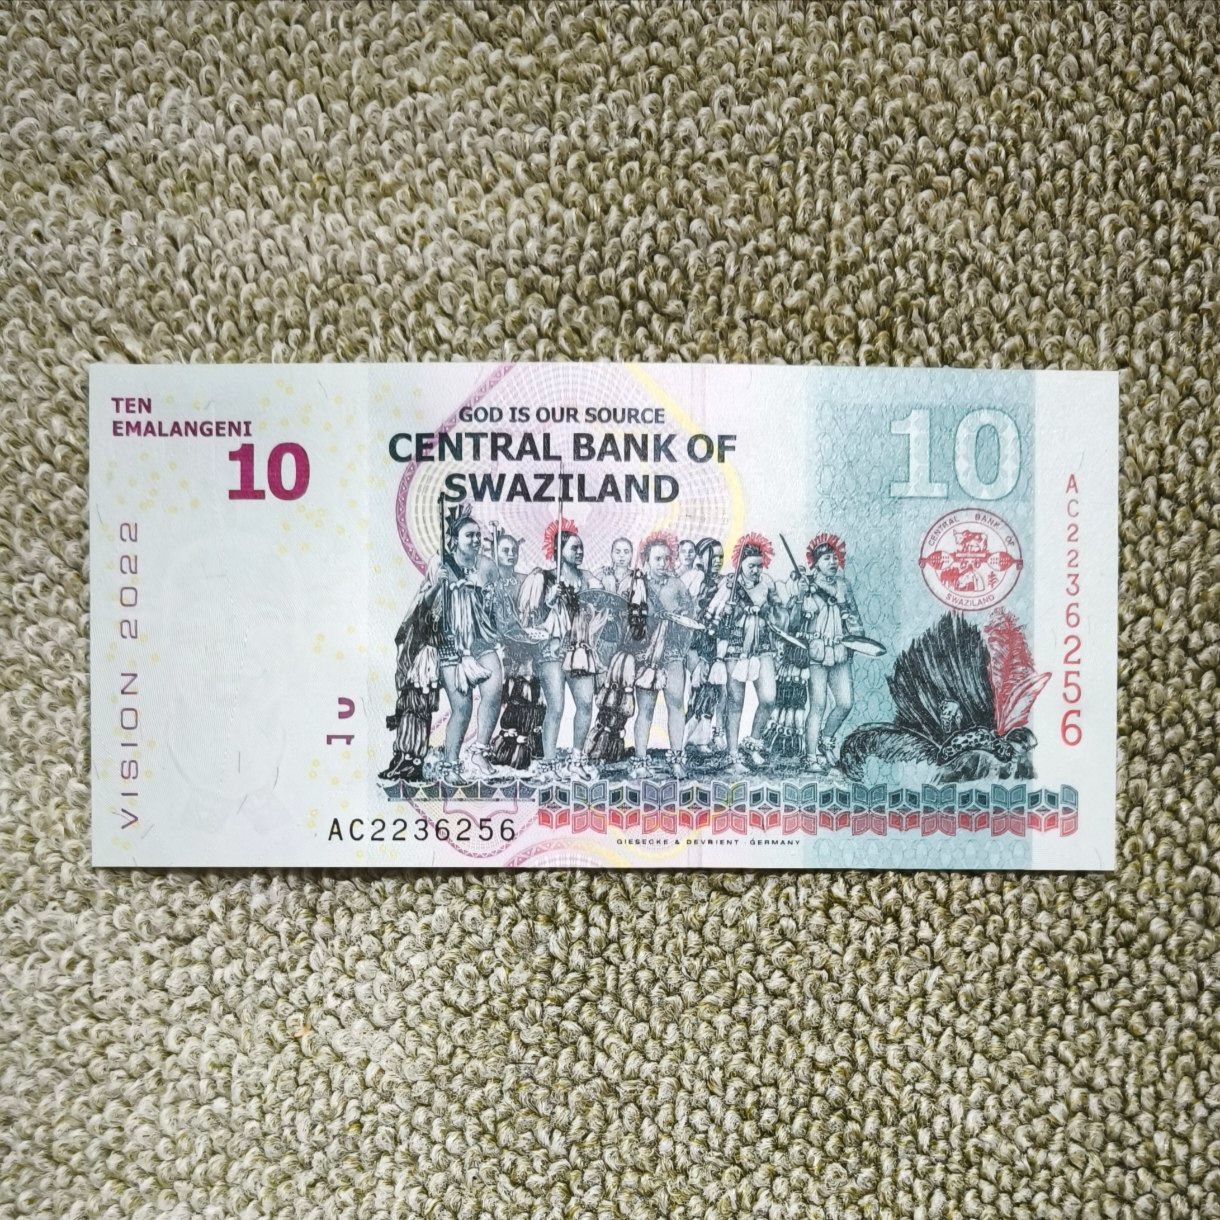 TEN
EMALANGENI
10
VISION 2022
GOD IS OUR SOURCE
CENTRAL BANK OF
SWAZILAND
10
CENTRAL BANK OF
SWAZILAND
AC2236256
AC2236256
GIESECKE & DEVRIENT · GERMANY